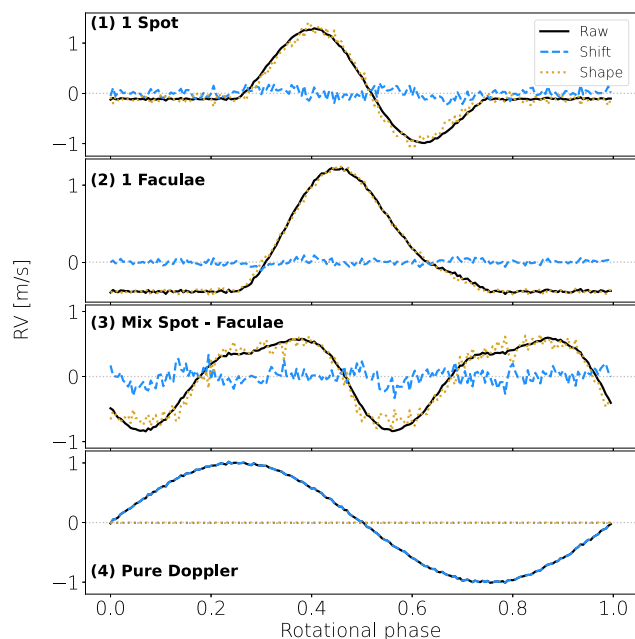 (1) 1 Spot
Raw
Shift
Shape
1
0
−1
(2) 1 Faculae
1
0
(3) Mix Spot - Faculae
1
0
−1
(4) Pure Doppler
1
0
−1
RV [m/s]
0.0 0.2 0.4 0.6 0.8 1.0
Rotational phase